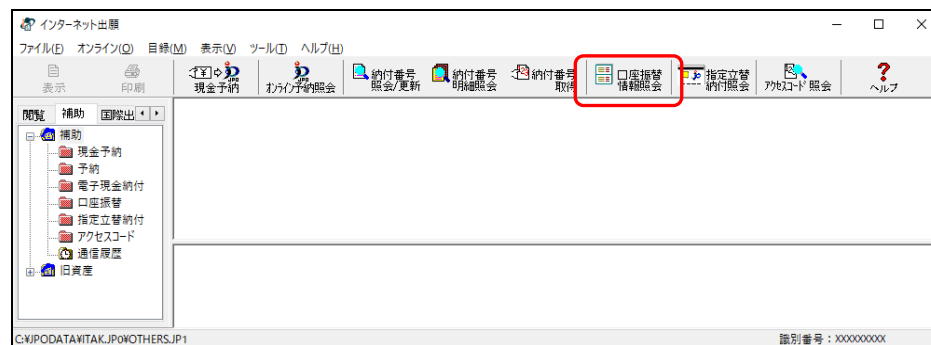 インターネット出願
ファイル(F) オンライン(O) 目録(M) 表示(V) ツール(T) ヘルプ(H)
表示
印刷
現金予納
オンライン予納照会
納付番号
照会/更新
納付番号
明細照会
納付番号
取得
口座振替
情報照会
指定立替
納付照会
アクセスコード 照会
ヘルプ
閲覧 補助 国際出
補助
現金予納
予納
電子現金納付
口座振替
指定立替納付
アクセスコード
通信履歴
旧資産
C:¥JPODATA¥ITAK.JP0¥OTHERS.JP1
識別番号：XXXXXXXXX